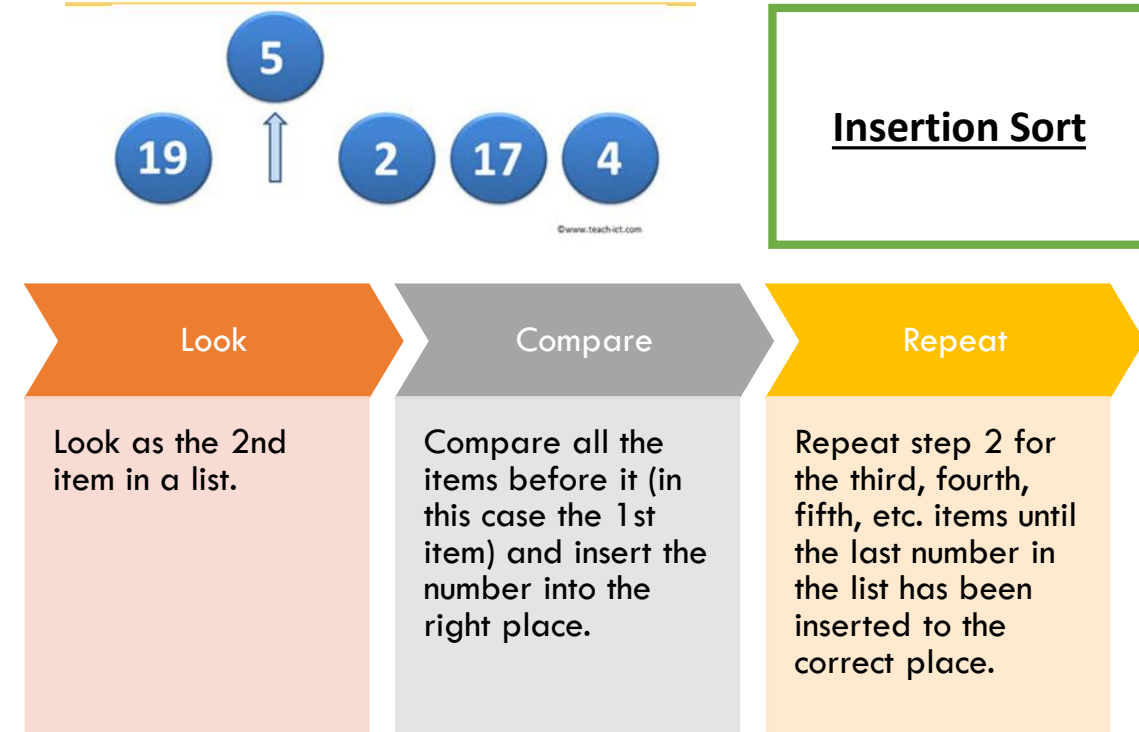 5
19 2 17 4
©www.teach-ict.com
Insertion Sort
Look
Look as the 2nd
item in a list.
Compare
Compare all the
items before it (in
this case the 1st
item) and insert the
number into the
right place.
Repeat
Repeat step 2 for
the third, fourth,
fifth, etc. items until
the last number in
the list has been
inserted to the
correct place.